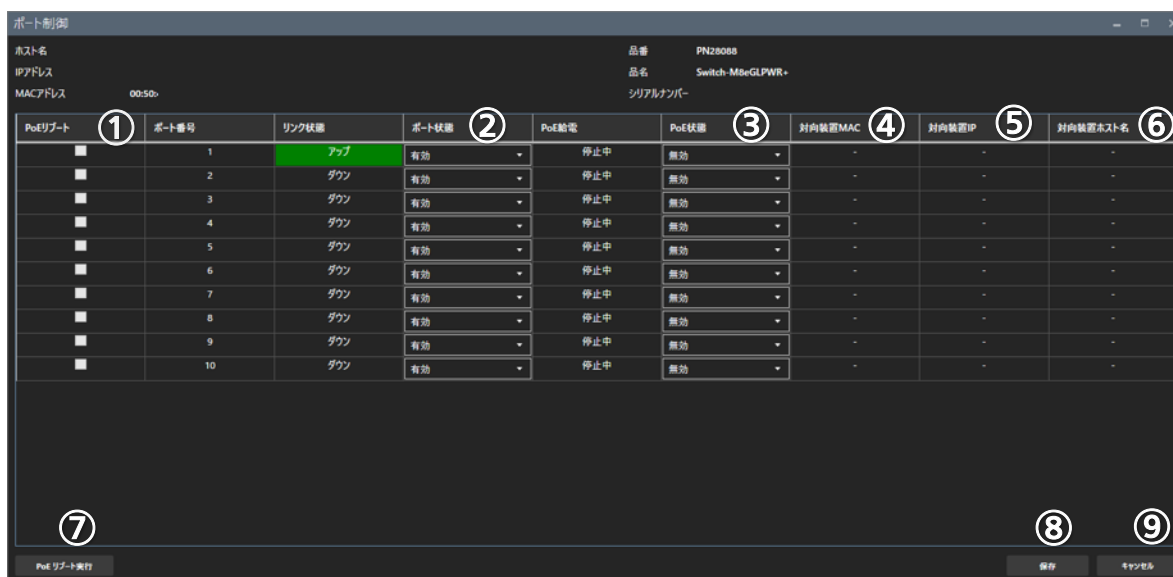 ポート制御
ホスト名 品番 PN28088
IPアドレス 品名 Switch-M8eGLPWR+
MACアドレス 00:50: シリアルナンバー
PoEリブート ① ポート番号 リンク状態 ポート状態 ② PoE給電 PoE状態 ③ 対向装置MAC ④ 対向装置IP ⑤ 対向装置ホスト名 ⑥
1 アップ 有効 停止中 無効 - - -
2 ダウン 有効 停止中 無効 - - -
3 ダウン 有効 停止中 無効 - - -
4 ダウン 有効 停止中 無効 - - -
5 ダウン 有効 停止中 無効 - - -
6 ダウン 有効 停止中 無効 - - -
7 ダウン 有効 停止中 無効 - - -
8 ダウン 有効 停止中 無効 - - -
9 ダウン 有効 停止中 無効 - - -
10 ダウン 有効 停止中 無効 - - -
⑦ ⑧ ⑨
PoE リブート実行 保存 キャンセル